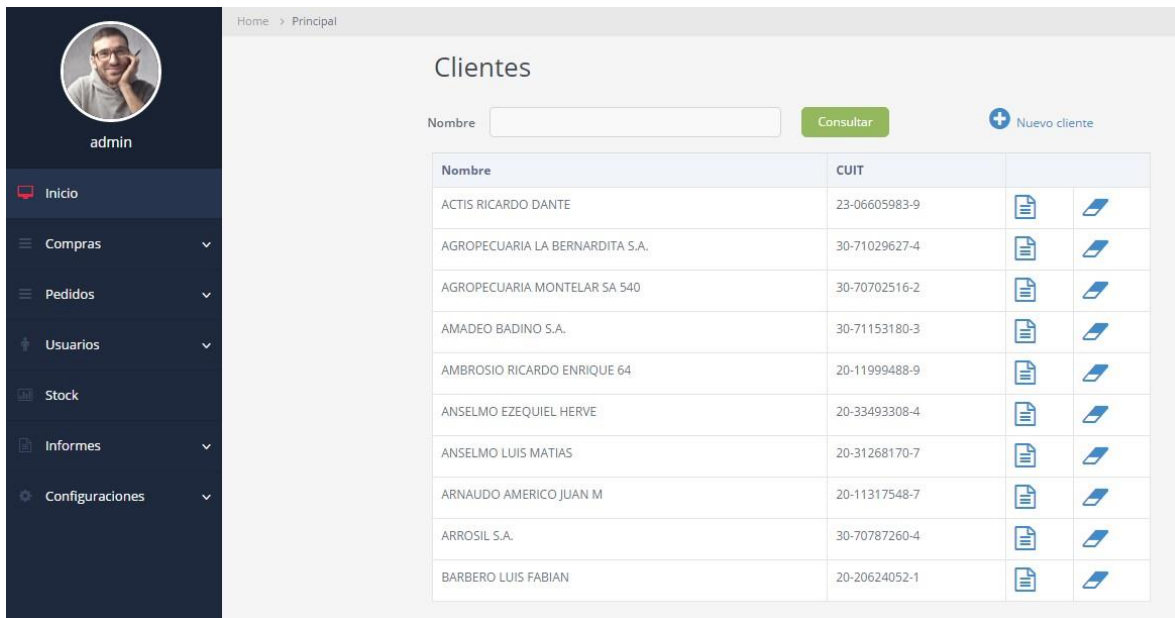 Home > Principal
admin
Inicio
Compras
Pedidos
Usuarios
Stock
Informes
Configuraciones
Clientes
Nombre Consultar Nuevo cliente
Nombre CUIT
ACTIS RICARDO DANTE 23-06605983-9
AGROPECUARIA LA BERNARDITA S.A. 30-71029627-4
AGROPECUARIA MONTELAR SA 540 30-70702516-2
AMADEO BADINO S.A. 30-71153180-3
AMBROSIO RICARDO ENRIQUE 64 20-11999488-9
ANSELMO EZEQUIEL HERVE 20-33493308-4
ANSELMO LUIS MATIAS 20-31268170-7
ARNAUDO AMERICO JUAN M 20-11317548-7
ARROSIL S.A. 30-70787260-4
BARBERO LUIS FABIAN 20-20624052-1